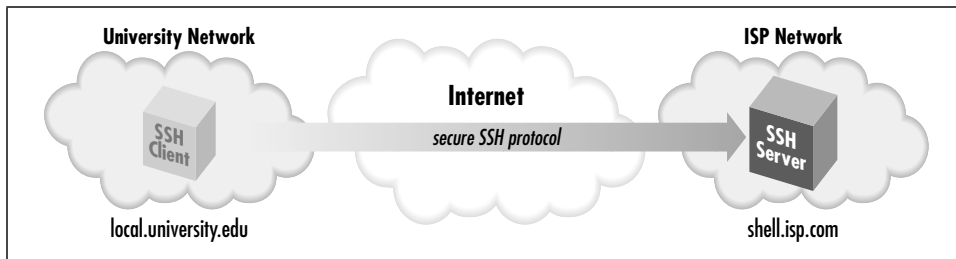 University Network
ISP Network
Internet
secure SSH protocol
SSH
Client
SSH
Server
local.university.edu
shell.isp.com